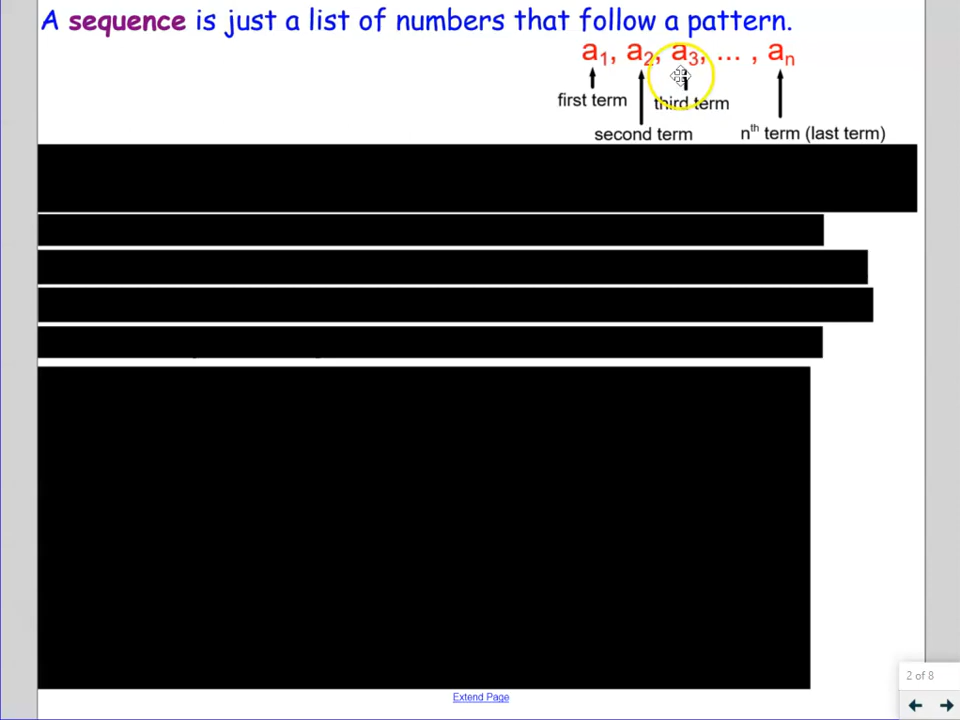 A sequence is just a list of numbers that follow a pattern.
a₁, a₂, a₃, ... , aₙ
first term third term
second term nᵗʰ term (last term)
Extend Page
2 of 8